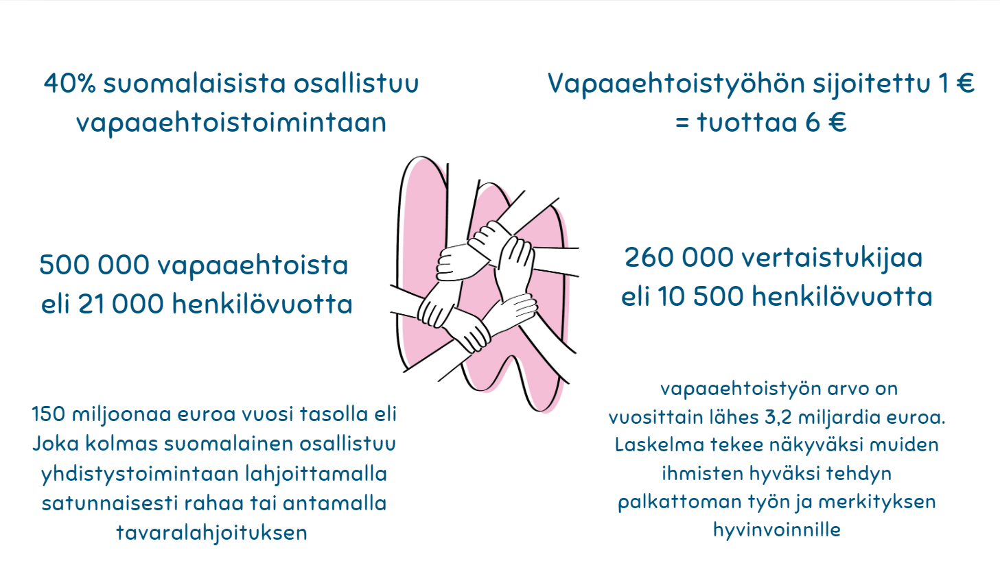 40% suomalaisista osallistuu
vapaaehtoistoimintaan
Vapaaehtoistyöhön sijoitettu 1 €
= tuottaa 6 €
500 000 vapaaehtoista
eli 21 000 henkilövuotta
260 000 vertaistukijaa
eli 10 500 henkilövuotta
150 miljoonaa euroa vuosi tasolla eli
Joka kolmas suomalainen osallistuu
yhdistystoimintaan lahjoittamalla
satunnaisesti rahaa tai antamalla
tavaralahjoituksen
vapaaehtoistyön arvo on
vuosittain lähes 3,2 miljardia euroa.
Laskelma tekee näkyväksi muiden
ihmisten hyväksi tehdyn
palkattoman työn ja merkityksen
hyvinvoinnille